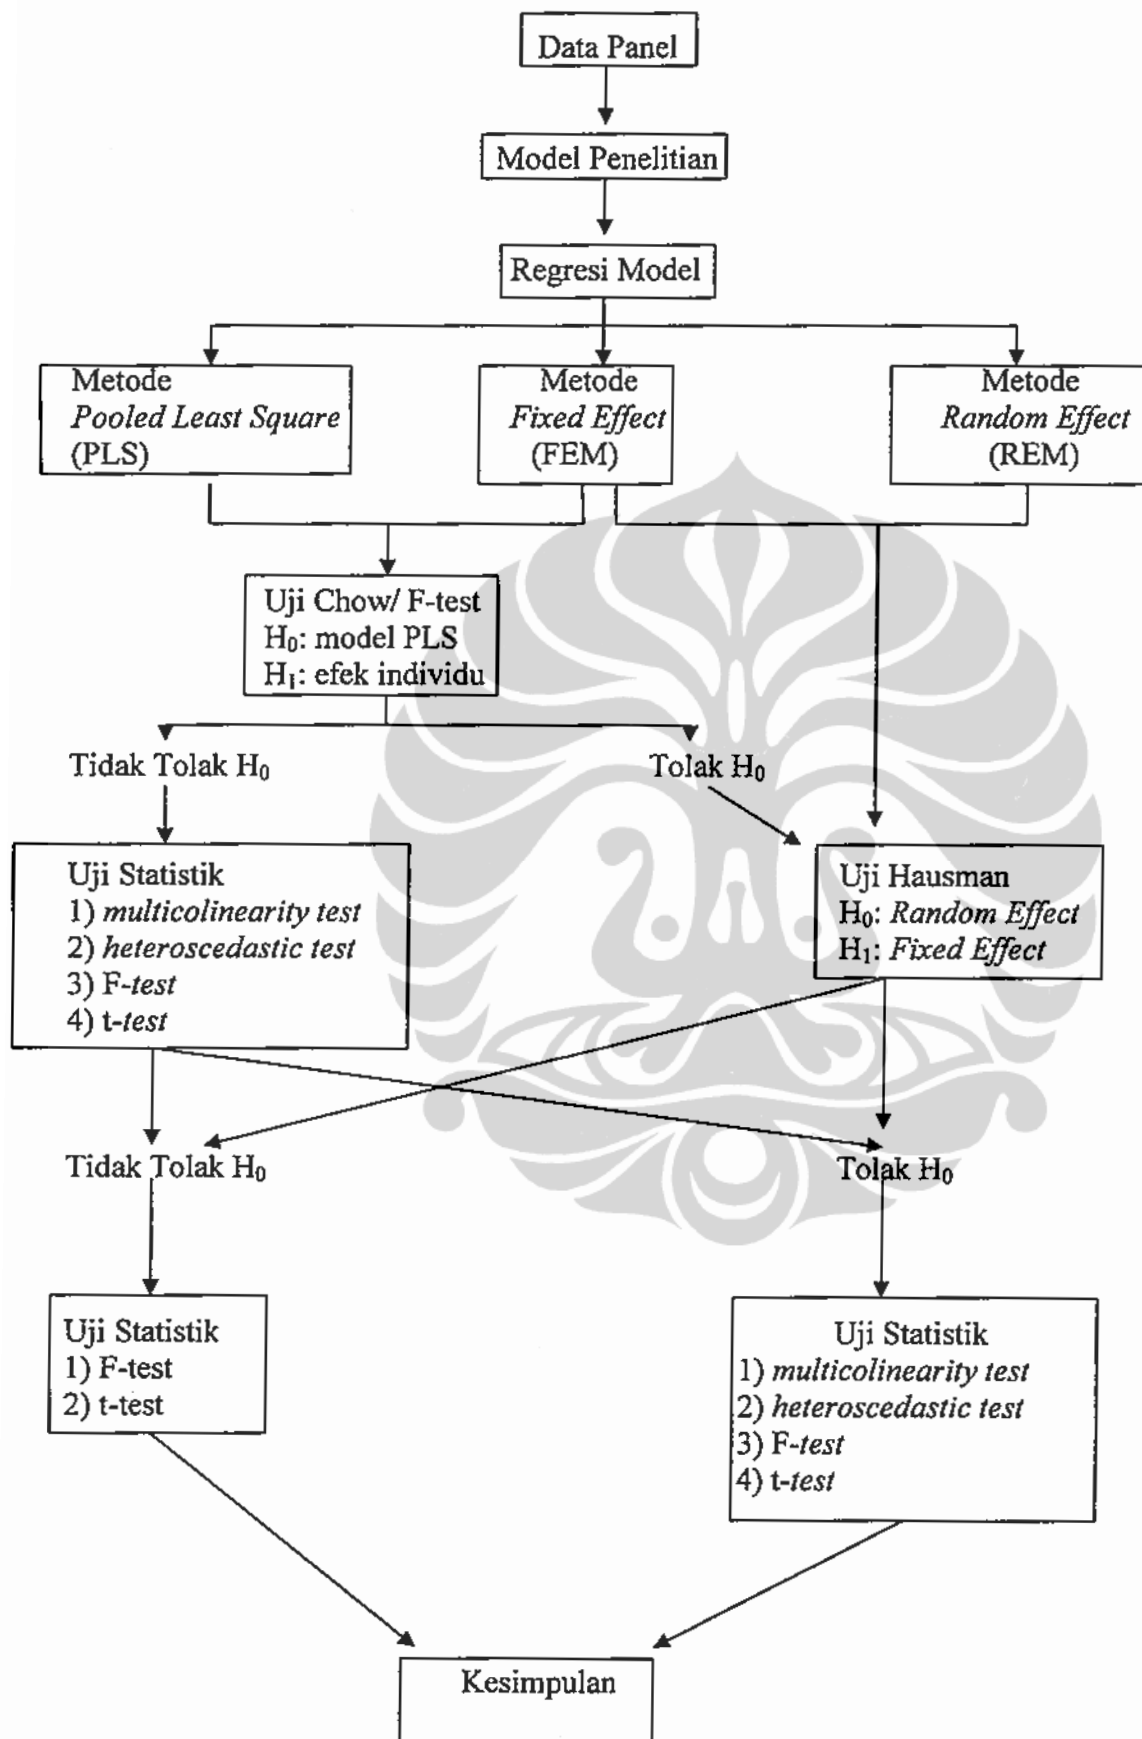 Data Panel
Model Penelitian
Regresi Model
Metode
Pooled Least Square
(PLS)
Metode
Fixed Effect
(FEM)
Metode
Random Effect
(REM)
Uji Chow/ F-test
H₀: model PLS
H₁: efek individu
Tidak Tolak H₀
Tolak H₀
Uji Statistik
1) multicolinearity test
2) heteroscedastic test
3) F-test
4) t-test
Uji Hausman
H₀: Random Effect
H₁: Fixed Effect
Tidak Tolak H₀
Tolak H₀
Uji Statistik
1) F-test
2) t-test
Uji Statistik
1) multicolinearity test
2) heteroscedastic test
3) F-test
4) t-test
Kesimpulan